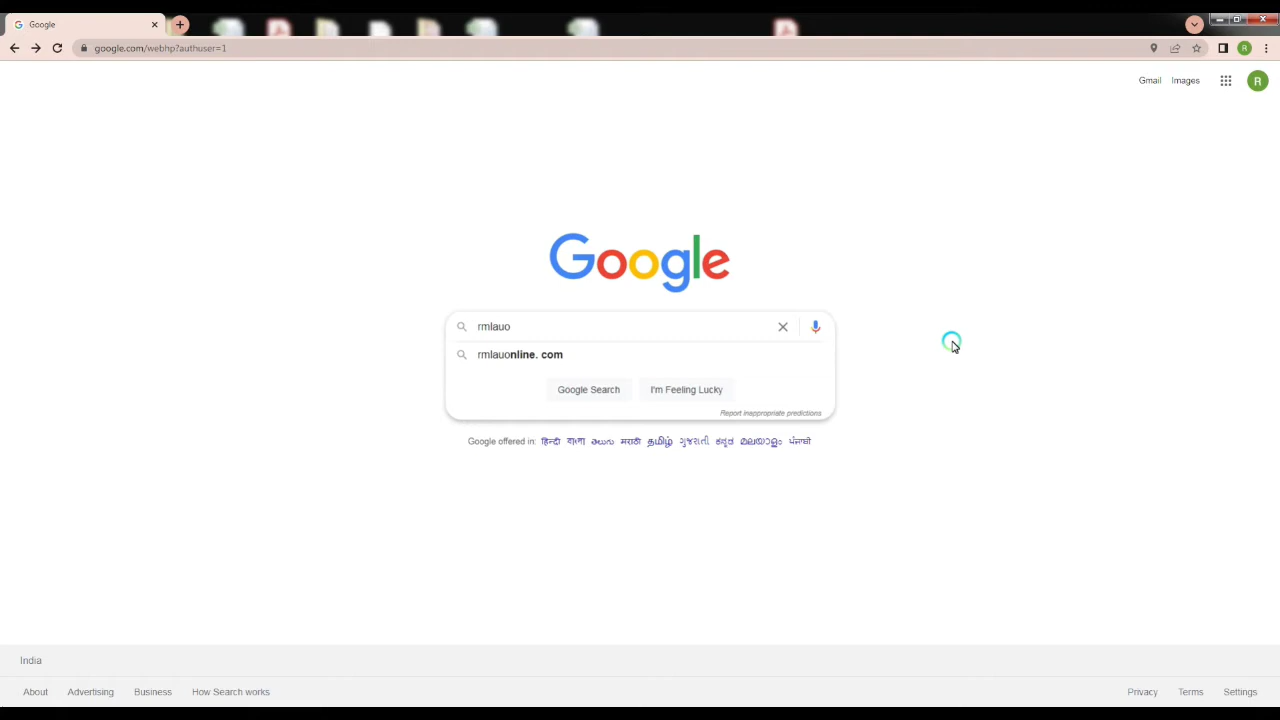 Google
google.com/webhp?authuser=1
R
Gmail Images
R
Google
rmlauo
rmlauonline. com
Google Search I'm Feeling Lucky
Report inappropriate predictions
Google offered in: हिन्दी বাংলা తెలుగు मराठी தமிழ் ગુજરાતી ಕನ್ನಡ മലയാളം ਪੰਜਾਬੀ
India
About Advertising Business How Search works Privacy Terms Settings